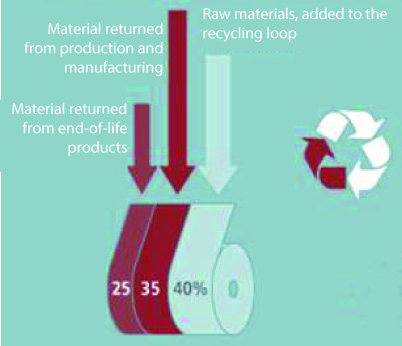 Raw materials, added to the
recycling loop
Material returned
from production and
manufacturing
Material returned
from end-of-life
products
25 35 40%